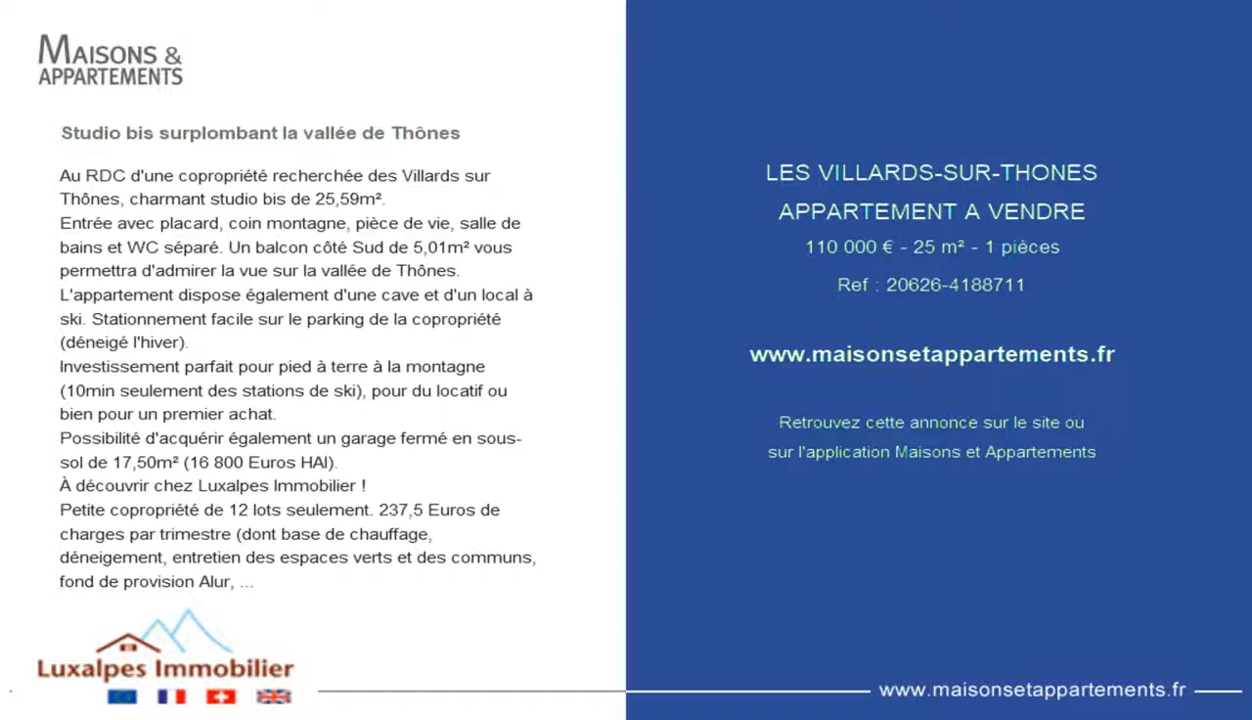 MAISONS &
APPARTEMENTS
Studio bis surplombant la vallée de Thônes
Au RDC d'une copropriété recherchée des Villards sur
Thônes, charmant studio bis de 25,59m².
Entrée avec placard, coin montagne, pièce de vie, salle de
bains et WC séparé. Un balcon côté Sud de 5,01m² vous
permettra d'admirer la vue sur la vallée de Thônes.
L'appartement dispose également d'une cave et d'un local à
ski. Stationnement facile sur le parking de la copropriété
(déneigé l'hiver).
Investissement parfait pour pied à terre à la montagne
(10min seulement des stations de ski), pour du locatif ou
bien pour un premier achat.
Possibilité d'acquérir également un garage fermé en sous-
sol de 17,50m² (16 800 Euros HAI).
À découvrir chez Luxalpes Immobilier !
Petite copropriété de 12 lots seulement. 237,5 Euros de
charges par trimestre (dont base de chauffage,
déneigement, entretien des espaces verts et des communs,
fond de provision Alur, ...
Luxalpes Immobilier
LES VILLARDS-SUR-THONES
APPARTEMENT A VENDRE
110 000 € - 25 m² - 1 pièces
Ref : 20626-4188711
www.maisonsetappartements.fr
Retrouvez cette annonce sur le site ou
sur l'application Maisons et Appartements
www.maisonsetappartements.fr